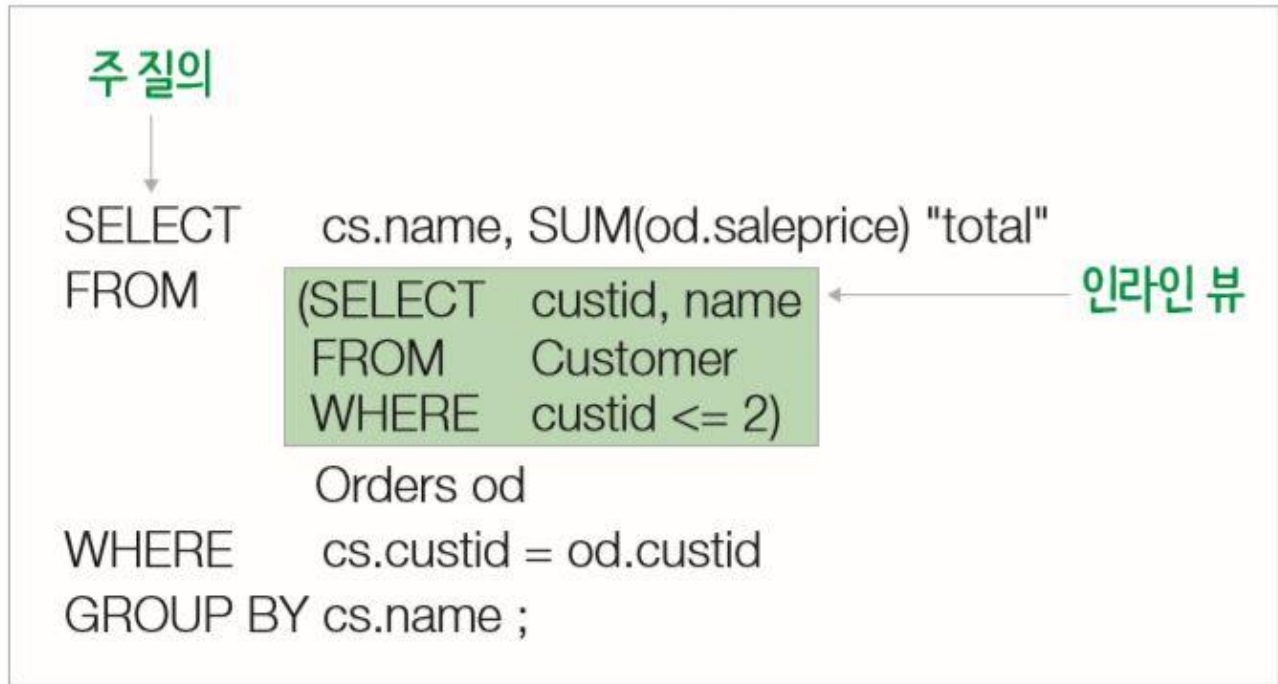 주 질의
SELECT cs.name, SUM(od.saleprice) "total"
FROM (SELECT custid, name
인라인 뷰
FROM Customer
WHERE custid <= 2)
Orders od
WHERE cs.custid = od.custid
GROUP BY cs.name ;